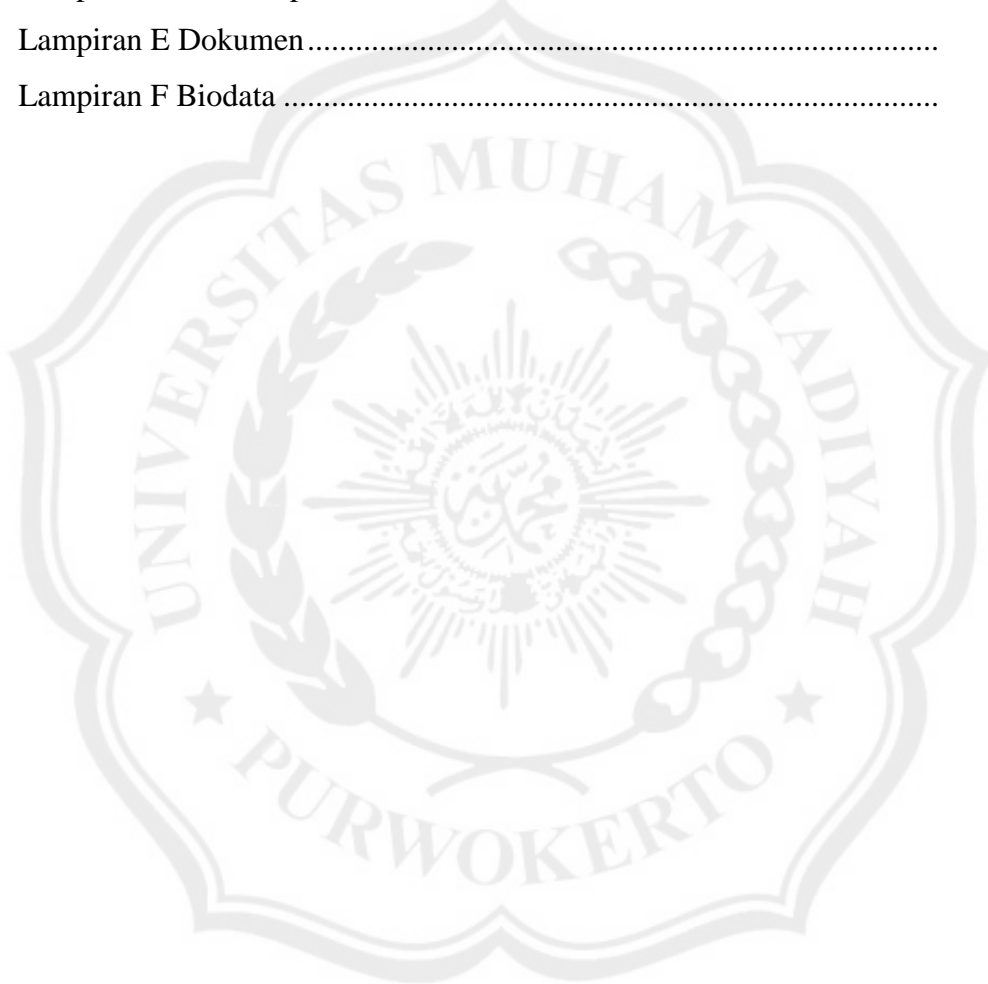 Lampiran E Dokumen...............................................................................
Lampiran F Biodata ..................................................................................
UNIVERSITAS MUHAMMADIYAH
PURWOKERTO